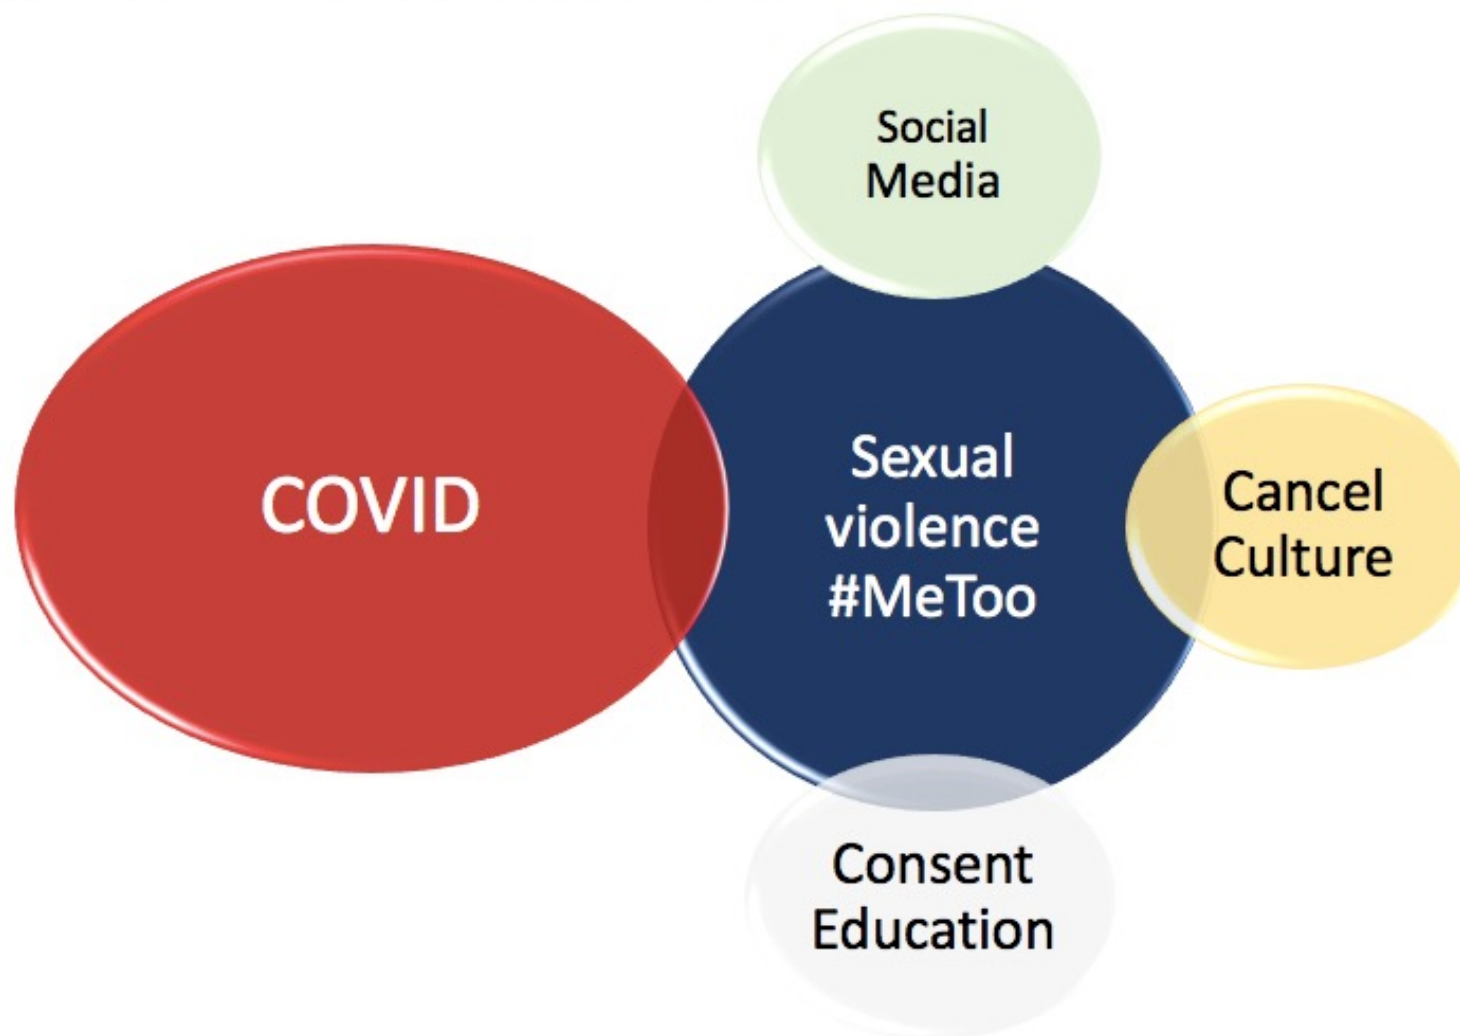 Social
Media
COVID
Sexual
violence
#MeToo
Cancel
Culture
Consent
Education